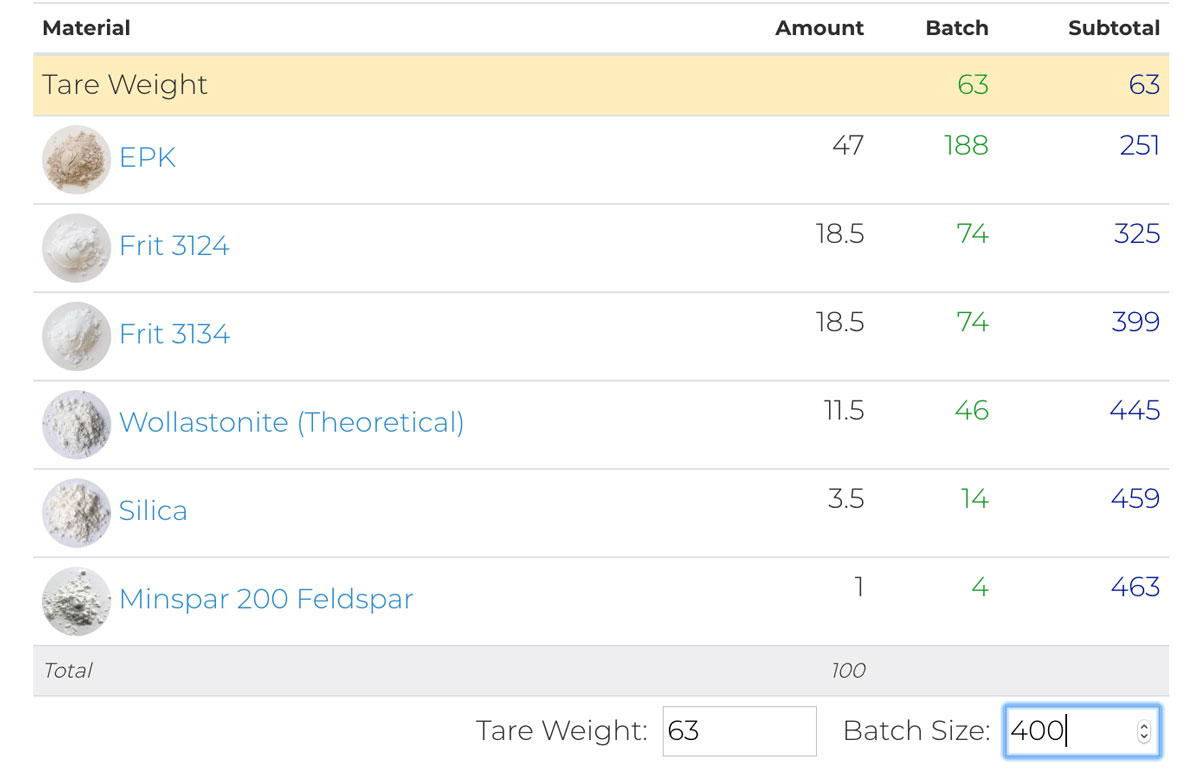 Material Amount Batch Subtotal
Tare Weight 63 63
EPK 47 188 251
Frit 3124 18.5 74 325
Frit 3134 18.5 74 399
Wollastonite (Theoretical) 11.5 46 445
Silica 3.5 14 459
Minspar 200 Feldspar 1 4 463
Total 100
Tare Weight: 63 Batch Size: 400